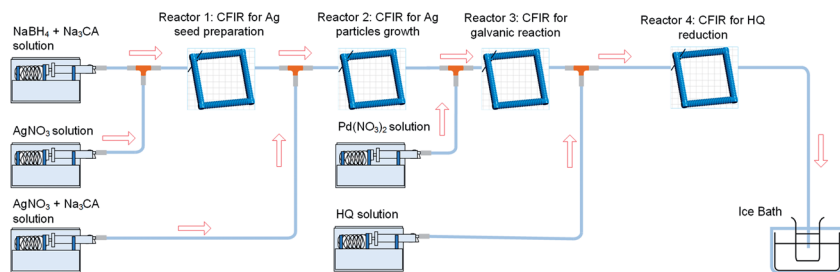 NaBH₄ + Na₃CA
solution
Reactor 1: CFIR for Ag
seed preparation
Reactor 2: CFIR for Ag
particles growth
Reactor 3: CFIR for
galvanic reaction
Reactor 4: CFIR for HQ
reduction
AgNO₃ solution
Pd(NO₃)₂ solution
AgNO₃ + Na₃CA
solution
HQ solution
Ice Bath